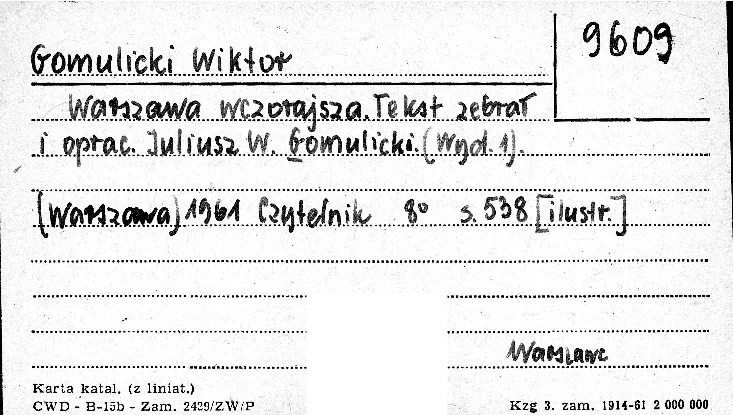 9609
Gomulicki Wiktor
Warszawa wczorajsza. Tekst zebrał
i oprac. Juliusz W. Gomulicki. (Wyd. 1).
[Warszawa] 1961 Czytelnik 8° s. 538 [ilustr.]
Karta katal. (z liniat.)
CWD - B-15b - Zam. 2429/ZW/P
Kzg 3. zam. 1914-61 2 000 000